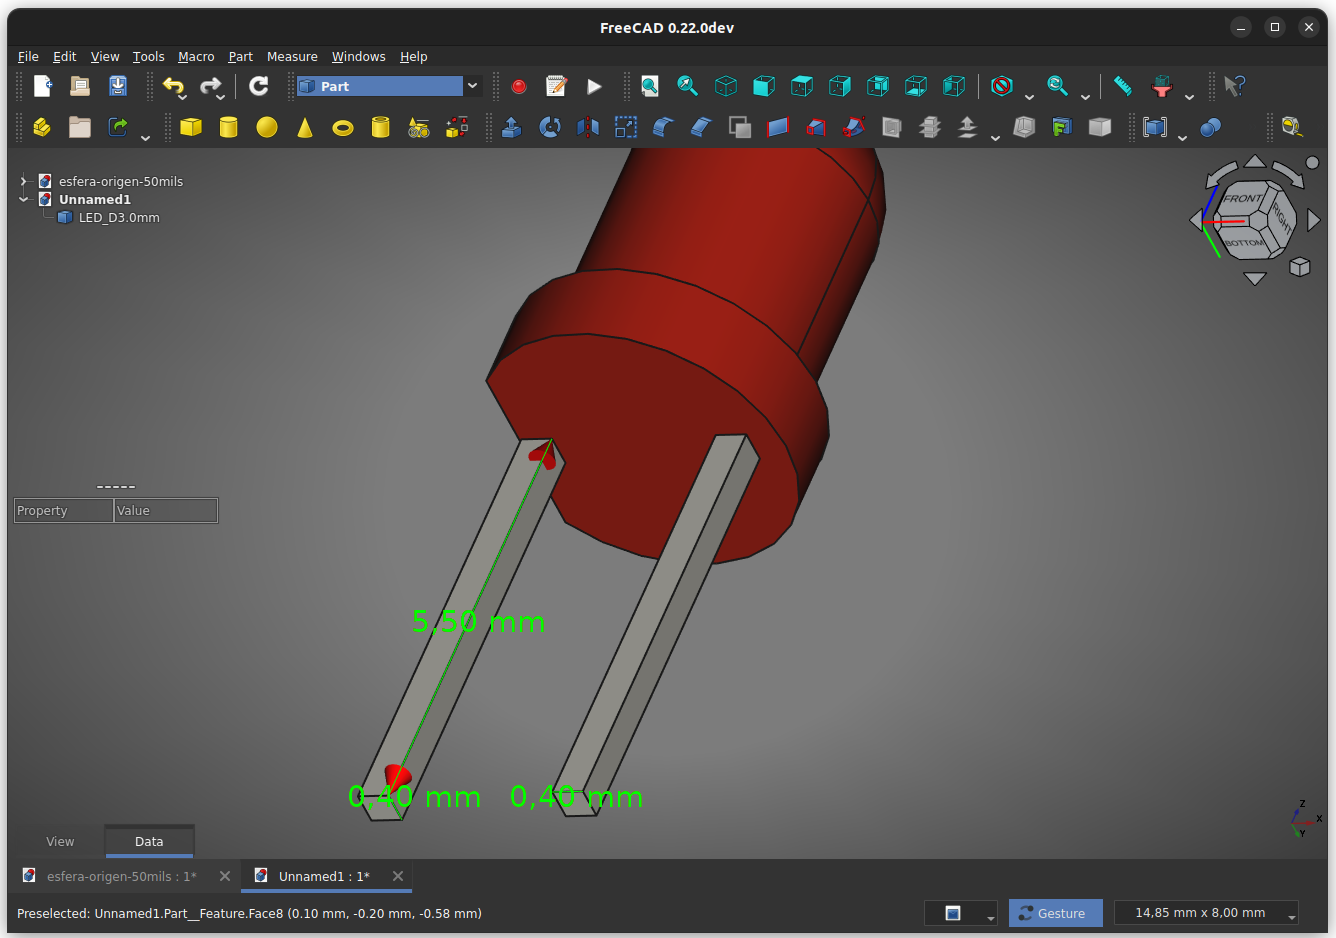 FreeCAD 0.22.0dev
File Edit View Tools Macro Part Measure Windows Help
Part
esfera-origen-50mils
Unnamed1
LED_D3.0mm
FRONT
RIGHT
BOTTOM
Property Value
5,50 mm
0,40 mm 0,40 mm
Z
X
Y
View Data
esfera-origen-50mils : 1* Unnamed1 : 1*
Preselected: Unnamed1.Part__Feature.Face8 (0.10 mm, -0.20 mm, -0.58 mm) Gesture 14,85 mm x 8,00 mm